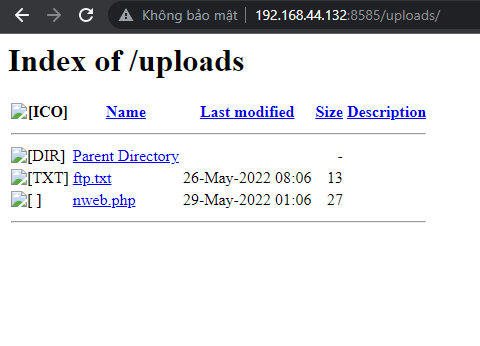 Không bảo mật 192.168.44.132:8585/uploads/
Index of /uploads
[ICO] Name Last modified Size Description
[DIR] Parent Directory -
[TXT] ftp.txt 26-May-2022 08:06 13
[ ] nweb.php 29-May-2022 01:06 27